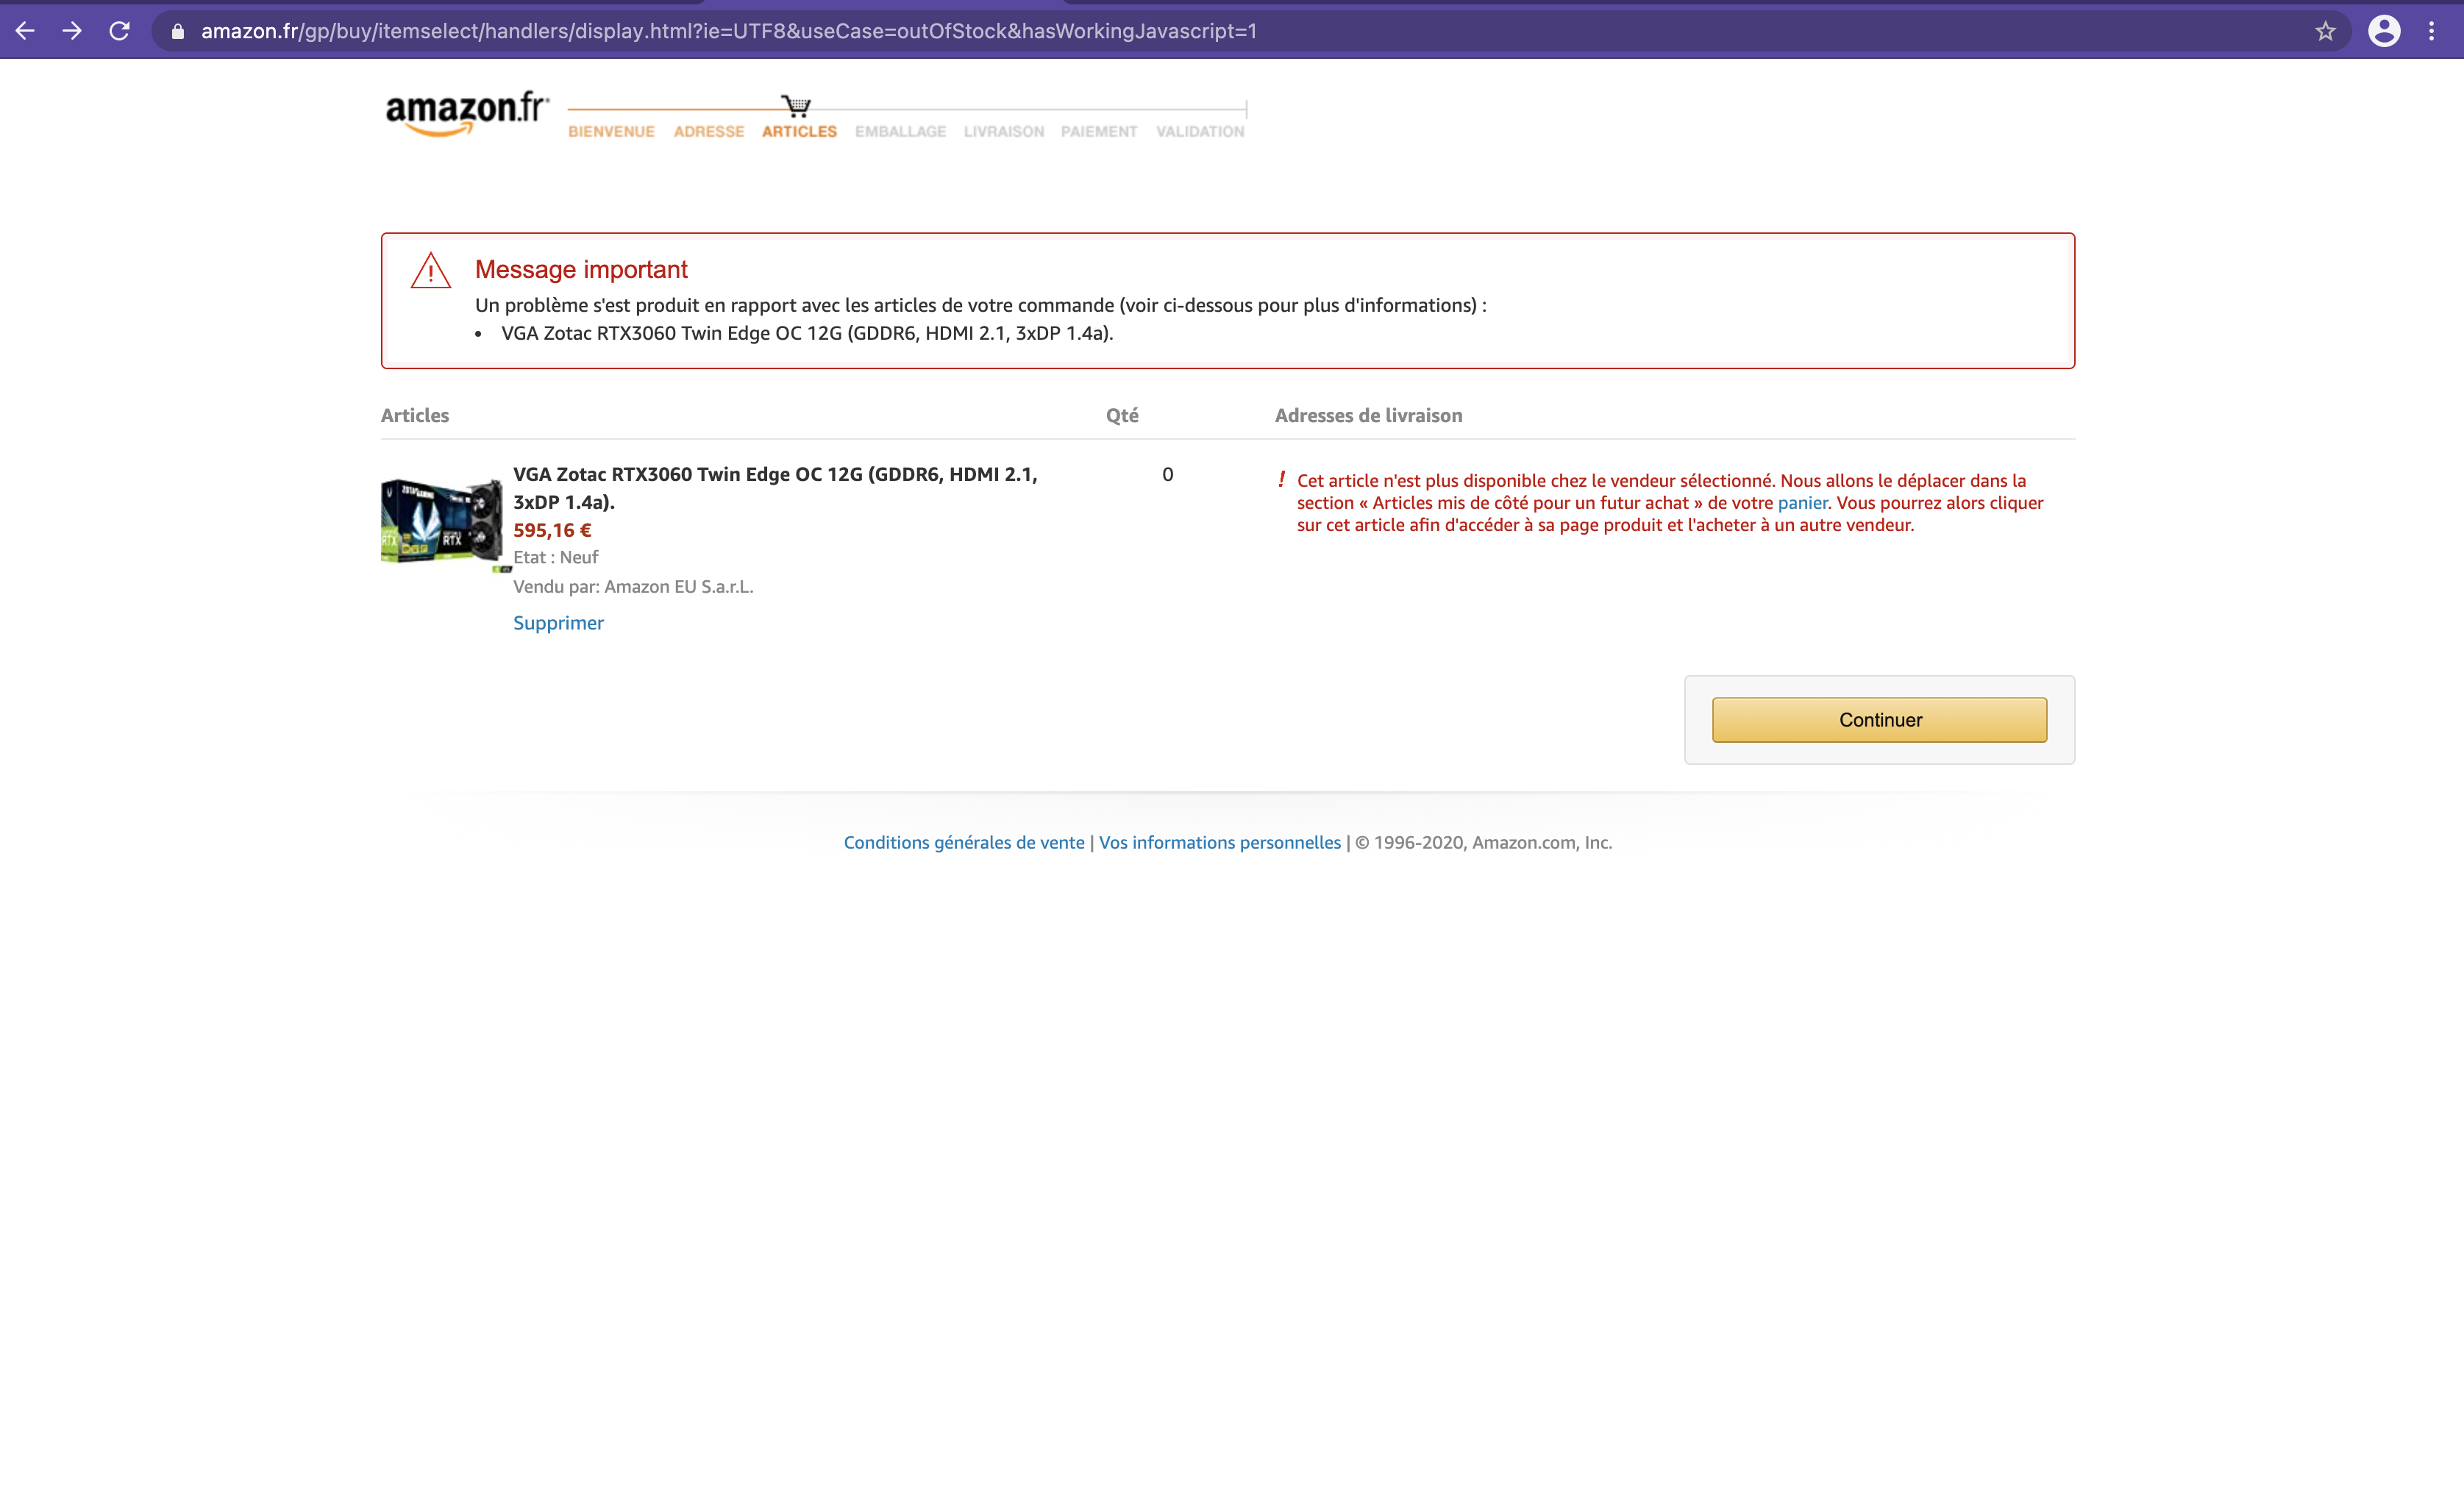 amazon.fr/gp/buy/itemselect/handlers/display.html?ie=UTF8&useCase=outOfStock&hasWorkingJavascript=1
amazon.fr
BIENVENUE ADRESSE ARTICLES EMBALLAGE LIVRAISON PAIEMENT VALIDATION
Message important
Un problème s'est produit en rapport avec les articles de votre commande (voir ci-dessous pour plus d'informations) :
• VGA Zotac RTX3060 Twin Edge OC 12G (GDDR6, HDMI 2.1, 3xDP 1.4a).
Articles Qté Adresses de livraison
VGA Zotac RTX3060 Twin Edge OC 12G (GDDR6, HDMI 2.1,
3xDP 1.4a).
595,16 €
Etat : Neuf
Vendu par: Amazon EU S.a.r.L.
Supprimer
0
! Cet article n'est plus disponible chez le vendeur sélectionné. Nous allons le déplacer dans la
section « Articles mis de côté pour un futur achat » de votre panier. Vous pourrez alors cliquer
sur cet article afin d'accéder à sa page produit et l'acheter à un autre vendeur.
Continuer
Conditions générales de vente | Vos informations personnelles | © 1996-2020, Amazon.com, Inc.